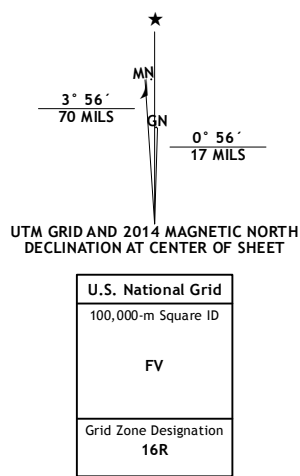 ★
MN
3° 56´
70 MILS
GN
0° 56´
17 MILS
UTM GRID AND 2014 MAGNETIC NORTH
DECLINATION AT CENTER OF SHEET
U.S. National Grid
100,000-m Square ID
FV
Grid Zone Designation
16R